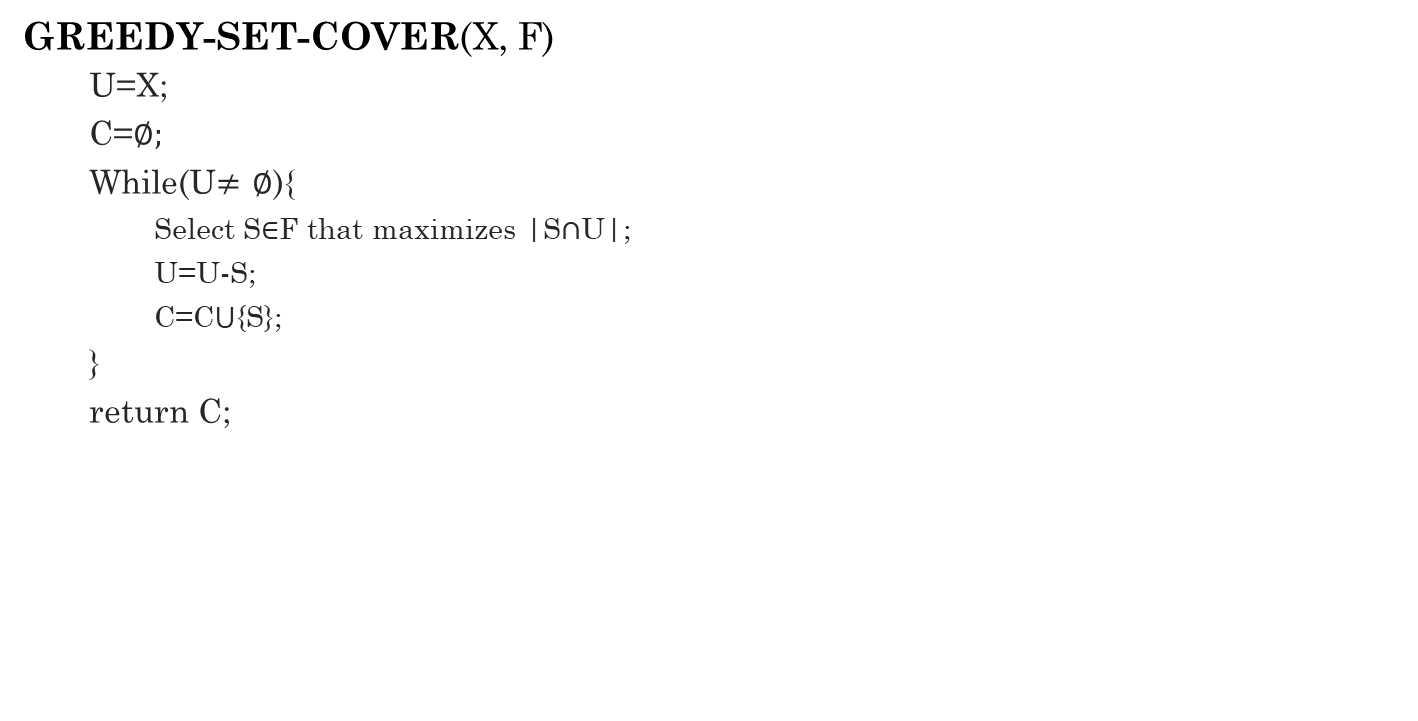 GREEDY-SET-COVER(X, F)
U=X;
C=∅;
While(U≠ ∅){
Select S∈F that maximizes |S∩U|;
U=U-S;
C=C∪{S};
}
return C;